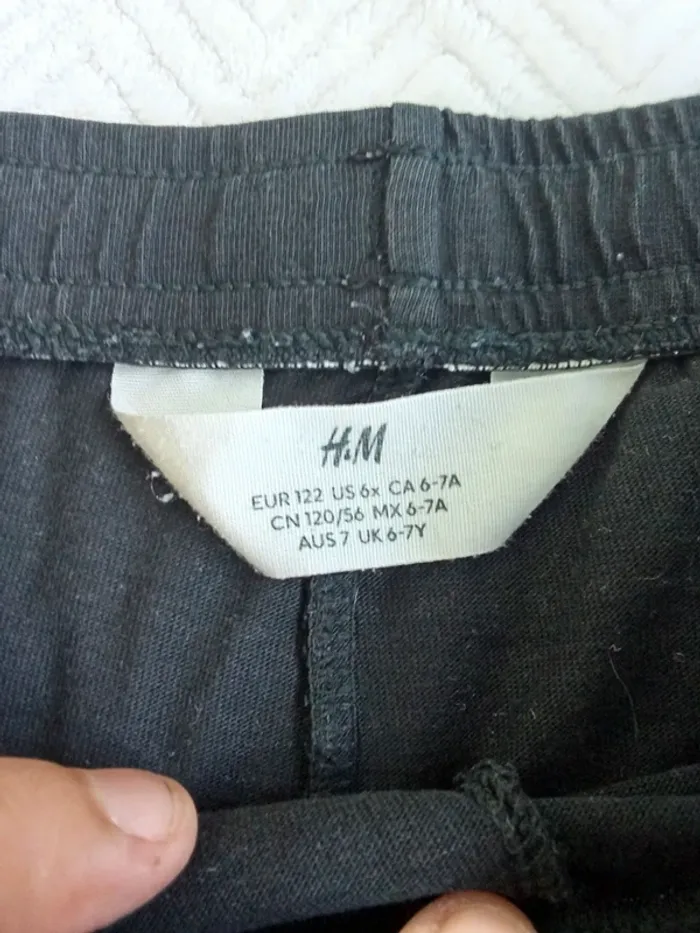 H&M
EUR 122 US 6x CA 6-7A
CN 120/56 MX 6-7A
AUS 7 UK 6-7Y